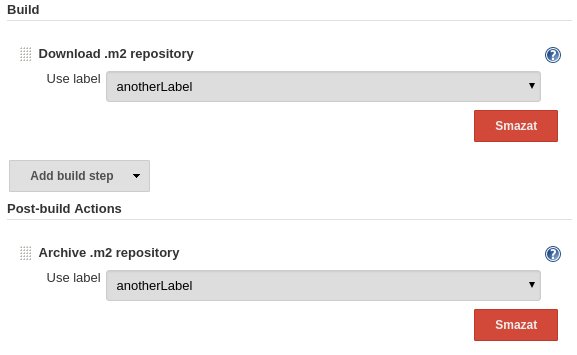 Build
Download .m2 repository
Use label
anotherLabel
Smazat
Add build step
Post-build Actions
Archive .m2 repository
Use label
anotherLabel
Smazat